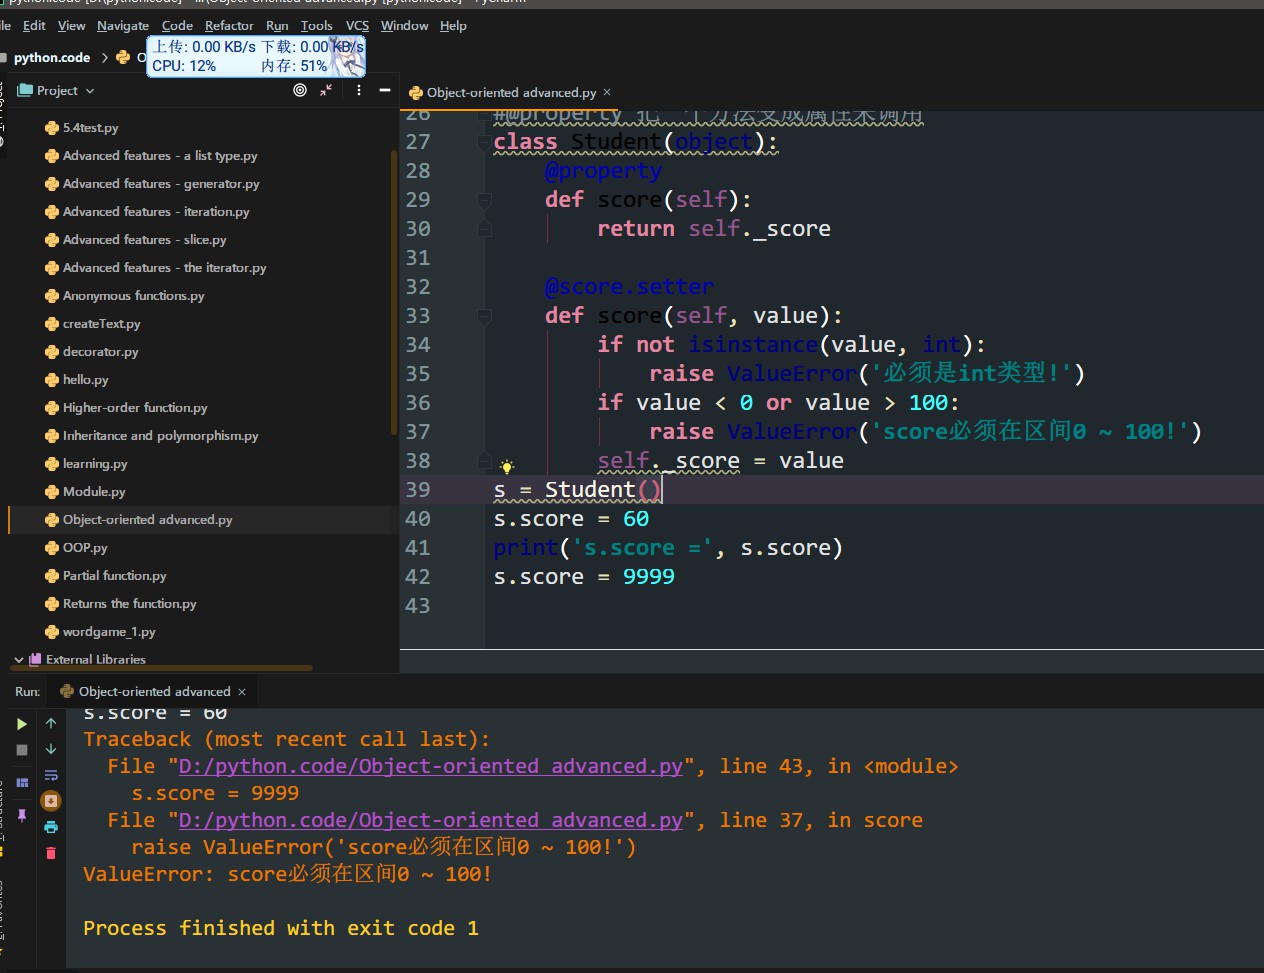 Edit View Navigate Code Refactor Run Tools VCS Window Help
python.code
上传: 0.00 KB/s 下载: 0.00 KB/s
CPU: 12% 内存: 51%
Project
5.4test.py
Advanced features - a list type.py
Advanced features - generator.py
Advanced features - iteration.py
Advanced features - slice.py
Advanced features - the iterator.py
Anonymous functions.py
createText.py
decorator.py
hello.py
Higher-order function.py
Inheritance and polymorphism.py
learning.py
Module.py
Object-oriented advanced.py
OOP.py
Partial function.py
Returns the function.py
wordgame_1.py
External Libraries
Object-oriented advanced.py
26 #@property 把一个方法变成属性来调用
27 class Student(object):
28 @property
29 def score(self):
30 return self._score
31
32 @score.setter
33 def score(self, value):
34 if not isinstance(value, int):
35 raise ValueError('必须是int类型!')
36 if value < 0 or value > 100:
37 raise ValueError('score必须在区间0 ~ 100!')
38 self._score = value
39 s = Student()
40 s.score = 60
41 print('s.score =', s.score)
42 s.score = 9999
43
Run: Object-oriented advanced
s.score = 60
Traceback (most recent call last):
File "D:/python.code/Object-oriented advanced.py", line 43, in <module>
s.score = 9999
File "D:/python.code/Object-oriented advanced.py", line 37, in score
raise ValueError('score必须在区间0 ~ 100!')
ValueError: score必须在区间0 ~ 100!
Process finished with exit code 1